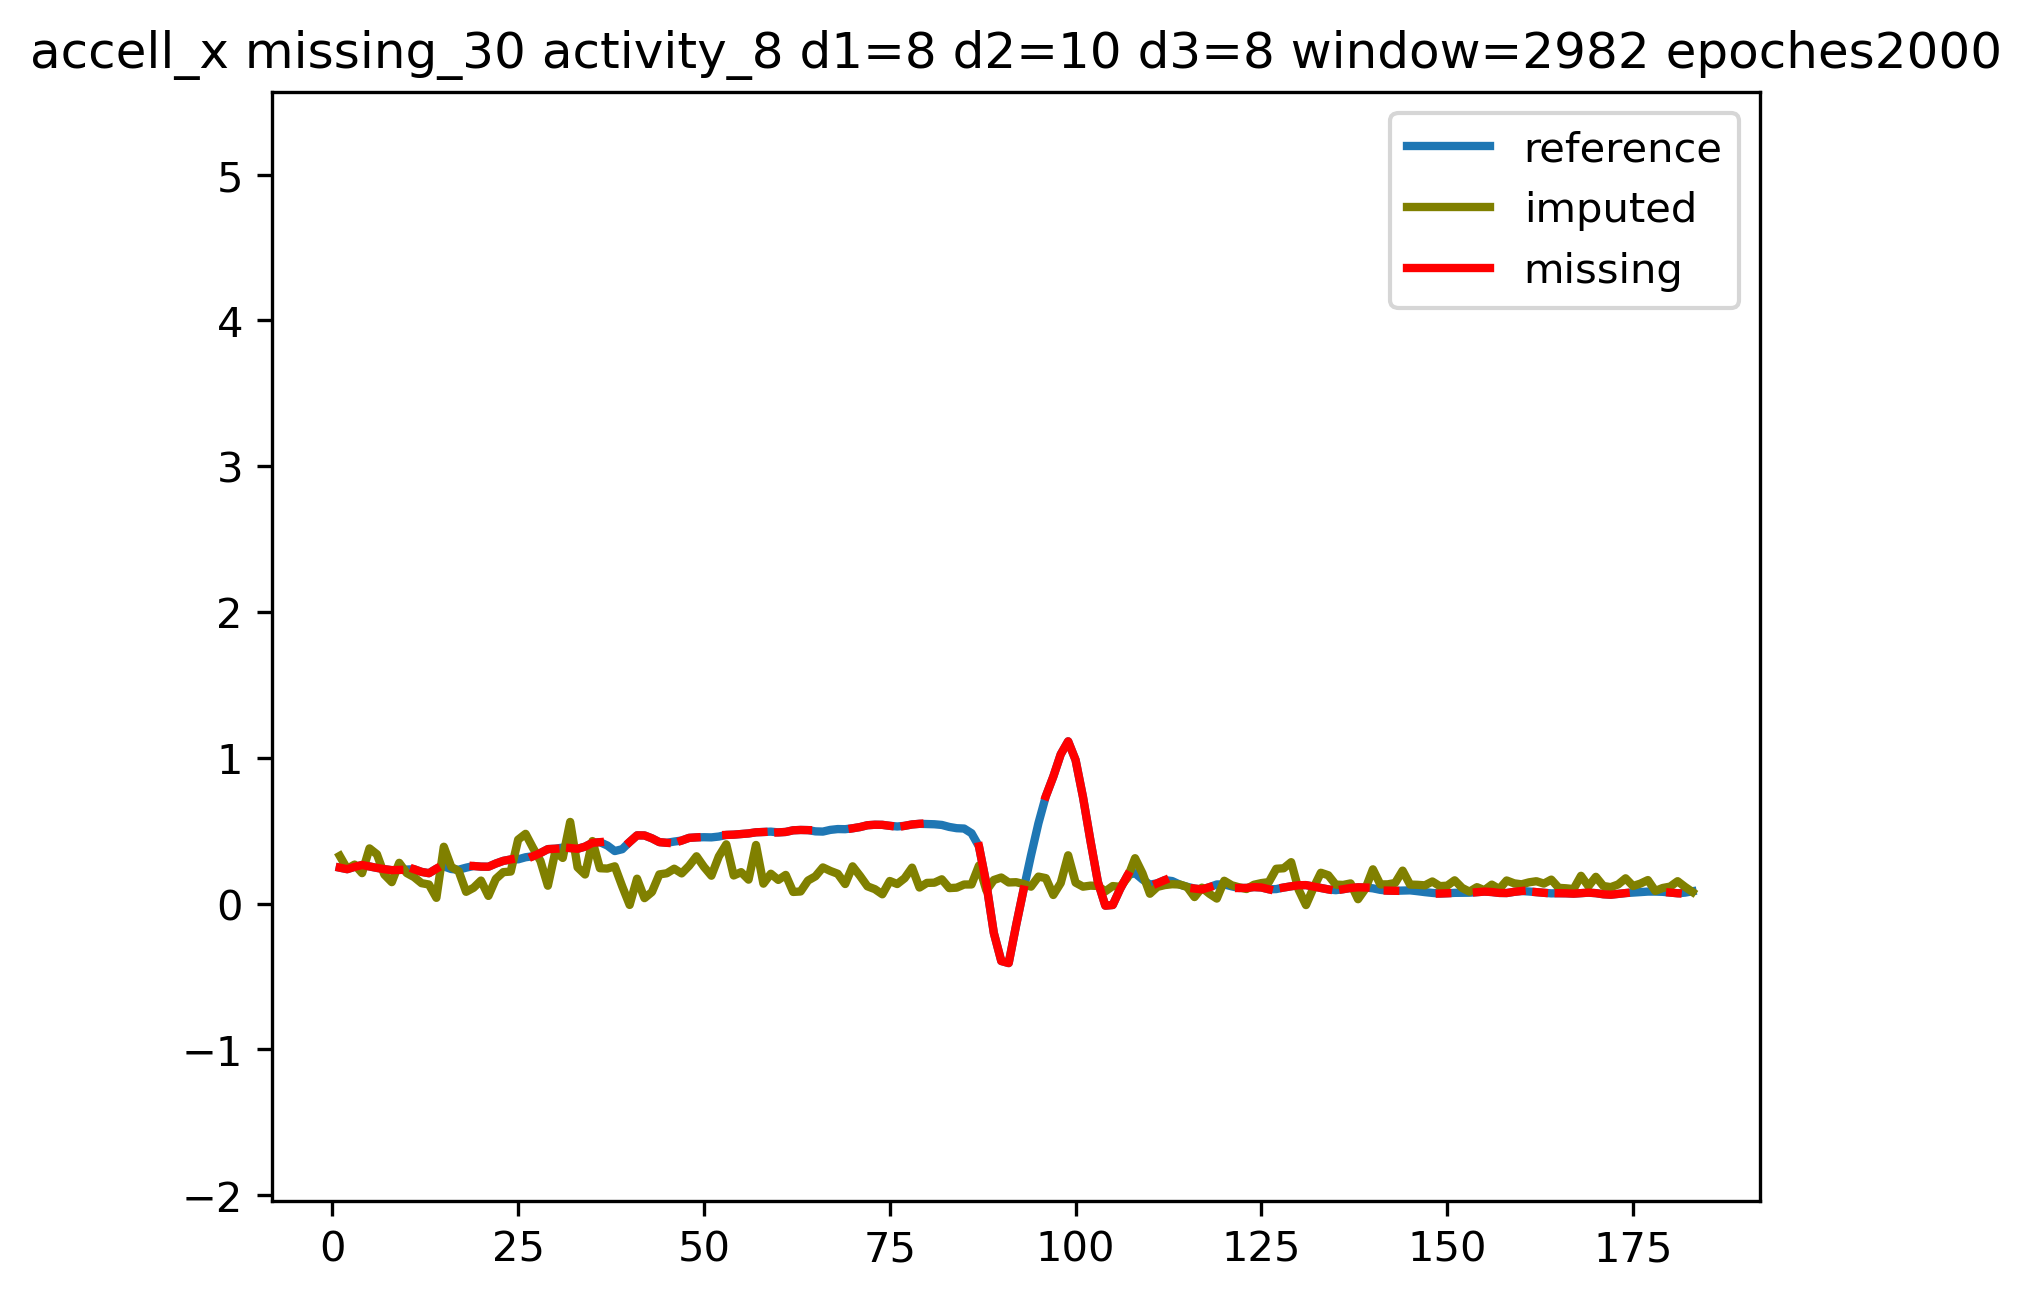 accell_x missing_30 activity_8 d1=8 d2=10 d3=8 window=2982 epoches2000
reference
imputed
missing
5
4
3
2
1
0
−1
−2
0 25 50 75 100 125 150 175